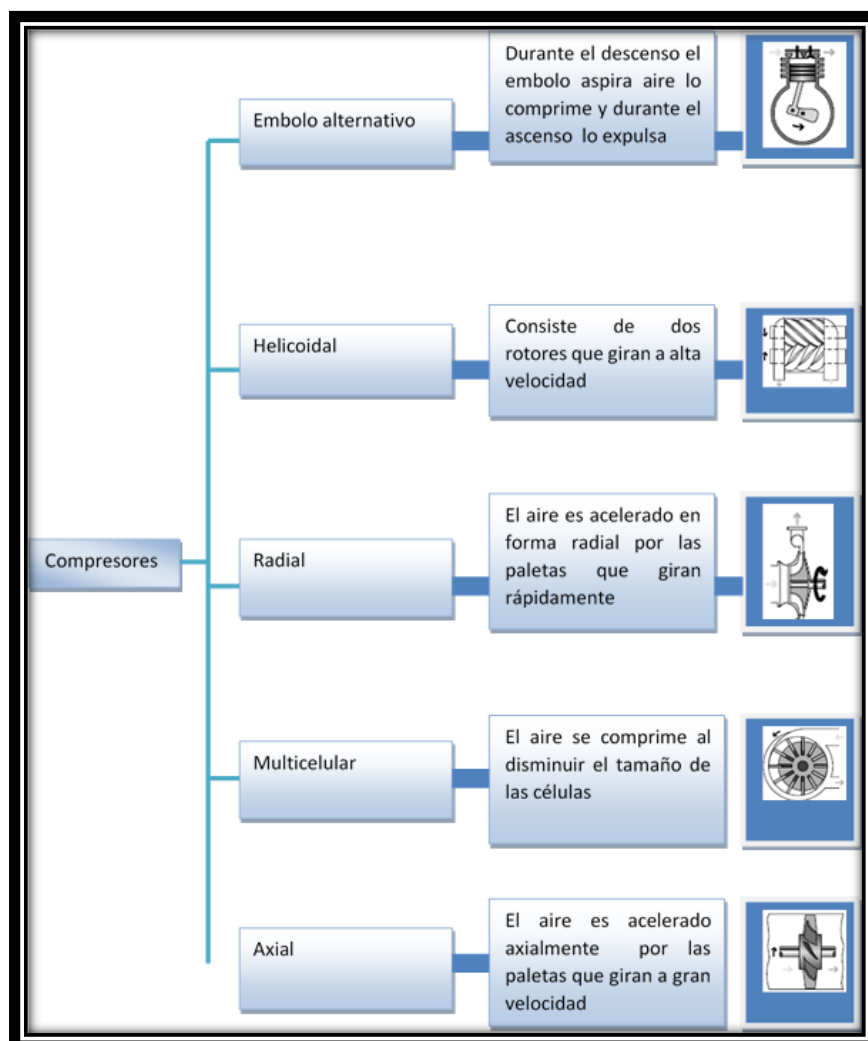 Durante el descenso el
embolo aspira aire lo
comprime y durante el
ascenso lo expulsa
Embolo alternativo
Helicoidal
Consiste de dos
rotores que giran a alta
velocidad
Compresores
Radial
El aire es acelerado en
forma radial por las
paletas que giran
rápidamente
Multicelular
El aire se comprime al
disminuir el tamaño de
las células
Axial
El aire es acelerado
axialmente por las
paletas que giran a gran
velocidad